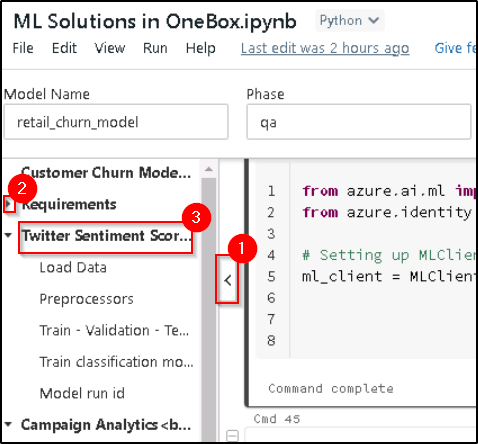 ML Solutions in OneBox.ipynb Python
File Edit View Run Help Last edit was 2 hours ago Give fe
Model Name Phase
retail_churn_model qa
Customer Churn Mode...
2
Requirements
3
Twitter Sentiment Scor...
Load Data
Preprocessors
Train - Validation - Te...
Train classification mo...
Model run id
Campaign Analytics <b...
1
1 from azure.ai.ml imp
2 from azure.identity
3
4 # Setting up MLClien
5 ml_client = MLClient
6
7
8
Command complete
Cmd 45